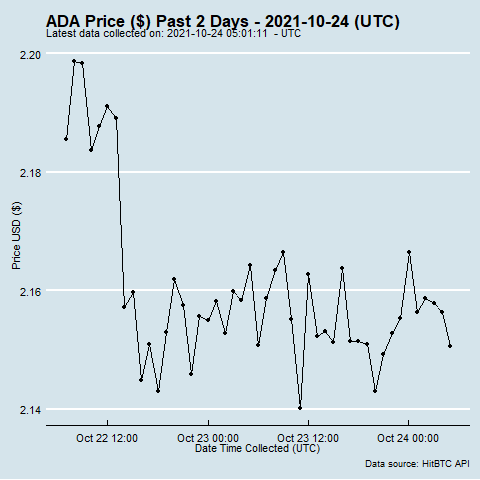 ADA Price ($) Past 2 Days - 2021-10-24 (UTC)
Latest data collected on: 2021-10-24 05:01:11 - UTC
2.20
2.18
2.16
2.14
Price USD ($)
Oct 22 12:00 Oct 23 00:00 Oct 23 12:00 Oct 24 00:00
Date Time Collected (UTC)
Data source: HitBTC API